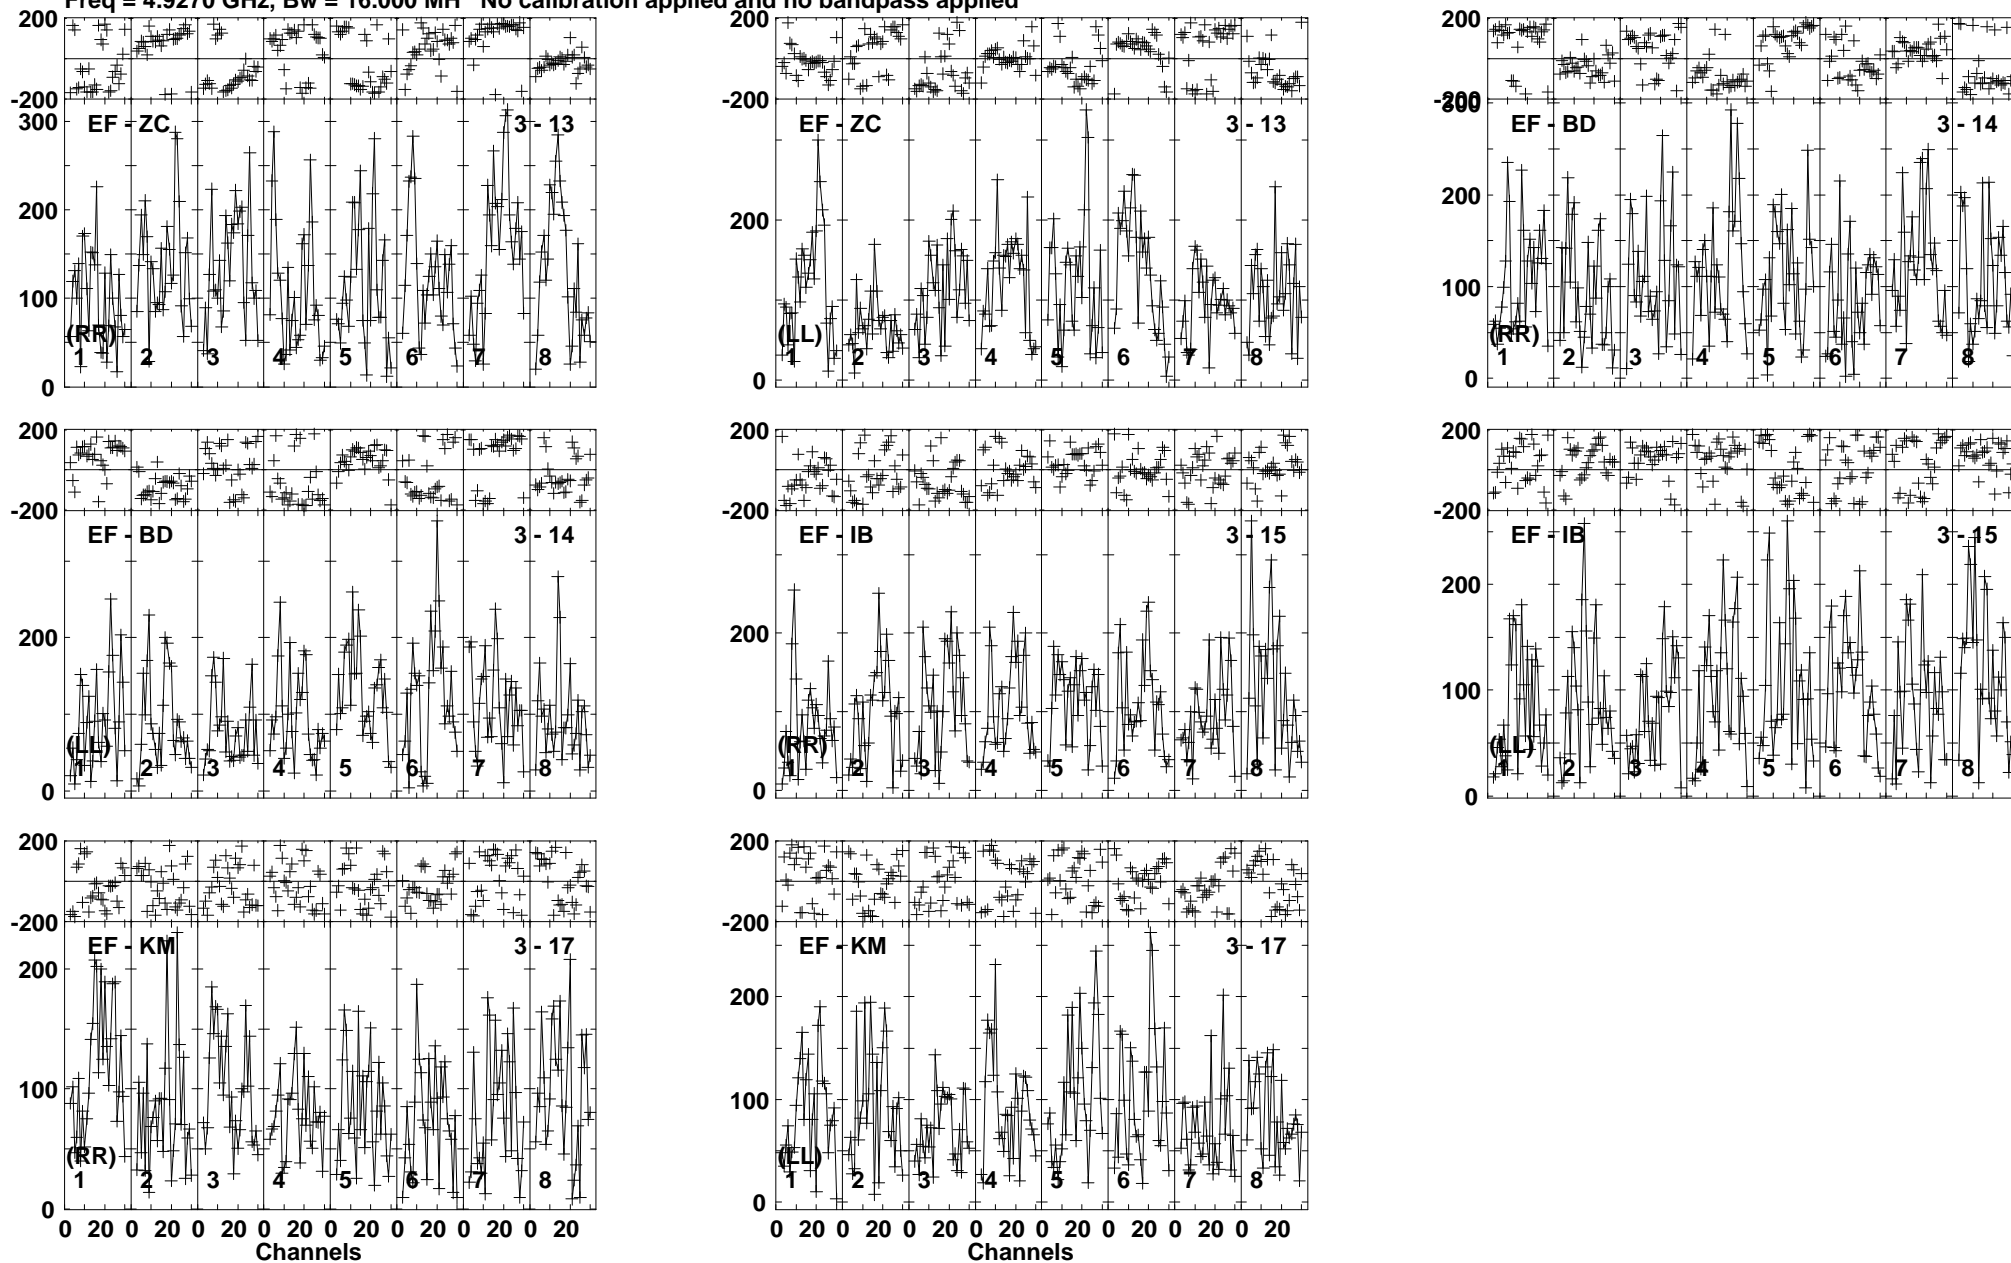 Freq = 4.9270 GHz, Bw = 16.000 MH No calibration applied and no bandpass applied
200
-200
300
200
100
0
EF - ZC
3 - 13
(RR)
1 2 3 4 5 6 7 8
200
-200
200
0
EF - ZC
3 - 13
(LL)
1 2 3 4 5 6 7 8
200
-200
300
200
100
0
EF - BD
3 - 14
(RR)
1 2 3 4 5 6 7 8
200
-200
200
0
EF - BD
3 - 14
(LL)
1 2 3 4 5 6 7 8
200
-200
200
0
EF - IB
3 - 15
(RR)
1 2 3 4 5 6 7 8
200
-200
200
100
0
EF - IB
3 - 15
(LL)
1 2 3 4 5 6 7 8
200
-200
200
100
0
EF - KM
3 - 17
(RR)
1 2 3 4 5 6 7 8
0 20 0 20 0 20 0 20 0 20 0 20 0 20 0 20
Channels
200
-200
200
100
0
EF - KM
3 - 17
(LL)
1 2 3 4 5 6 7 8
0 20 0 20 0 20 0 20 0 20 0 20 0 20 0 20
Channels